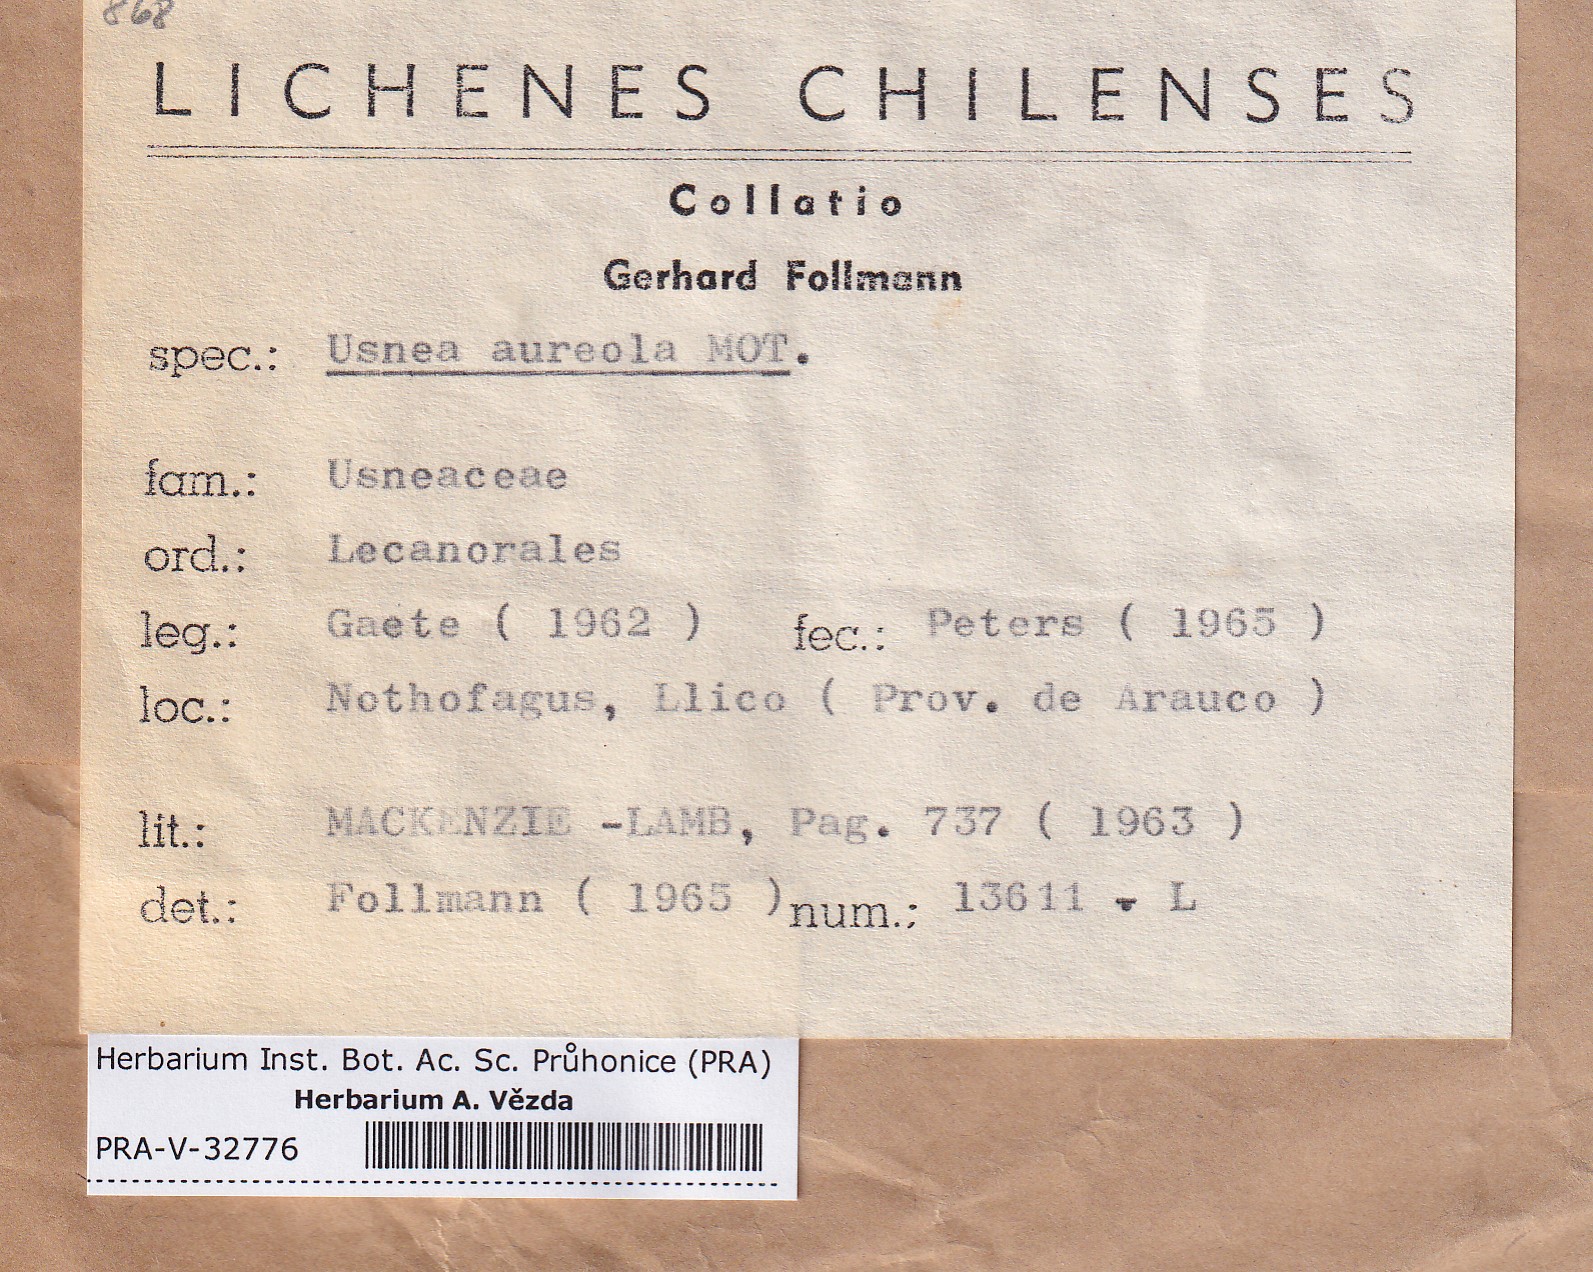 868
LICHENES CHILENSES
Collatio
Gerhard Follmann
spec.: Usnea aureola MOT.
fam.: Usneaceae
ord.: Lecanorales
leg.: Gaete ( 1962 ) fec.: Peters ( 1965 )
loc.: Nothofagus, Llico ( Prov. de Arauco )
lit.: MACKENZIE -LAMB, Pag. 737 ( 1963 )
det.: Follmann ( 1965 ) num.: 13611 - L
Herbarium Inst. Bot. Ac. Sc. Průhonice (PRA)
Herbarium A. Vězda
PRA-V-32776